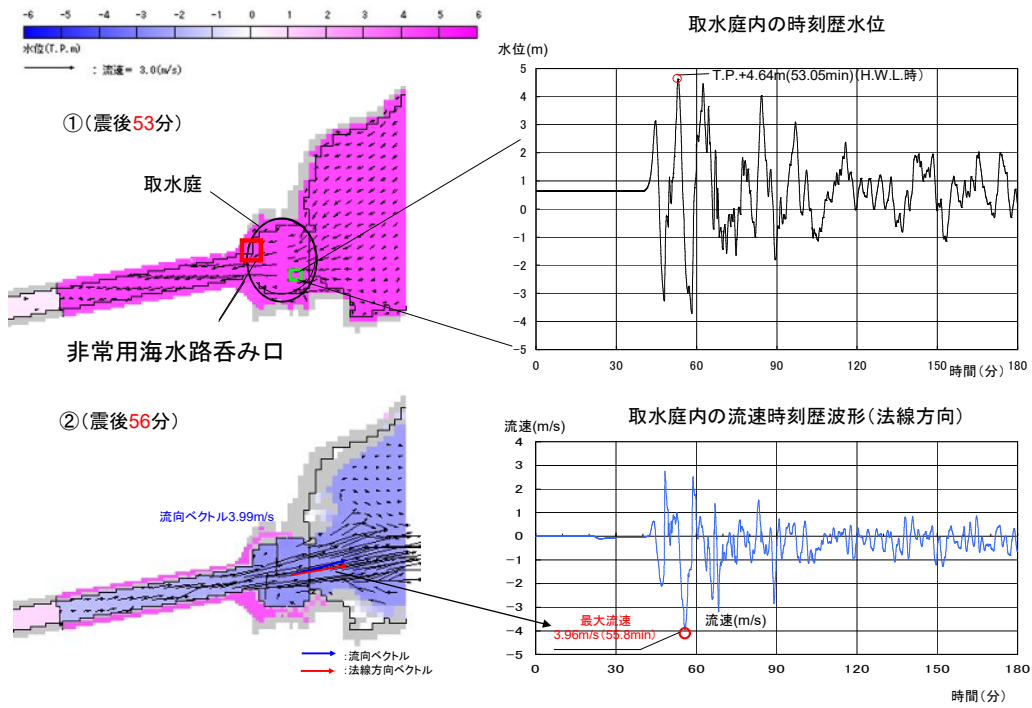 -6 -5 -4 -3 -2 -1 0 1 2 3 4 5 6
水位(T.P.m)
: 流速= 3.0(m/s)
①(震後53分)
取水庭
非常用海水路呑み口
取水庭内の時刻歴水位
水位(m)
T.P.+4.64m(53.05min)(H.W.L.時)
5
4
3
2
1
0
-1
-2
-3
-4
-5
0 30 60 90 120 150 180
時間(分)
②(震後56分)
流向ベクトル3.99m/s
:流向ベクトル
:法線方向ベクトル
取水庭内の流速時刻歴波形(法線方向)
流速(m/s)
4
3
2
1
0
-1
-2
-3
-4
-5
最大流速
3.96m/s(55.8min)
流速(m/s)
0 30 60 90 120 150 180
時間(分)